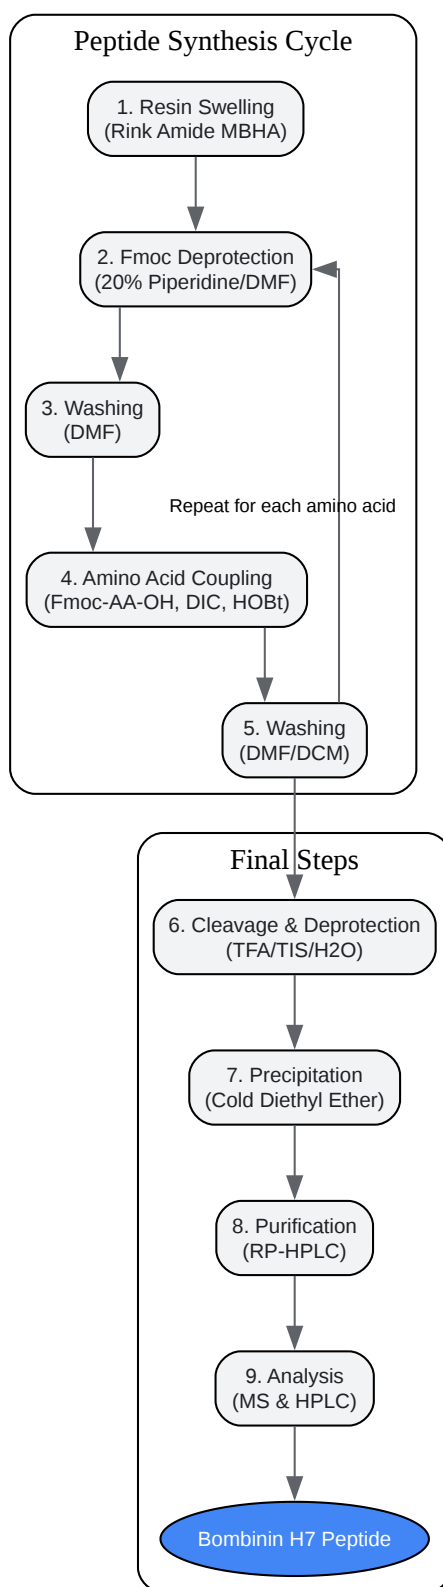 Peptide Synthesis Cycle
1. Resin Swelling
(Rink Amide MBHA)
2. Fmoc Deprotection
(20% Piperidine/DMF)
3. Washing
(DMF)
Repeat for each amino acid
4. Amino Acid Coupling
(Fmoc-AA-OH, DIC, HOBt)
5. Washing
(DMF/DCM)
Final Steps
6. Cleavage & Deprotection
(TFA/TIS/H2O)
7. Precipitation
(Cold Diethyl Ether)
8. Purification
(RP-HPLC)
9. Analysis
(MS & HPLC)
Bombinin H7 Peptide